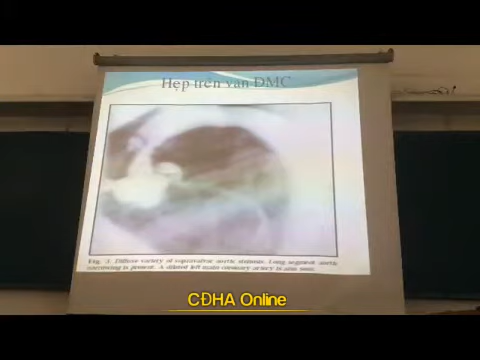 Hẹp trên van ĐMC
Fig. 3. Diffuse variety of supravalvar aortic stenosis. Long segment aortic
narrowing is present. A dilated left main coronary artery is also seen.
CĐHA Online